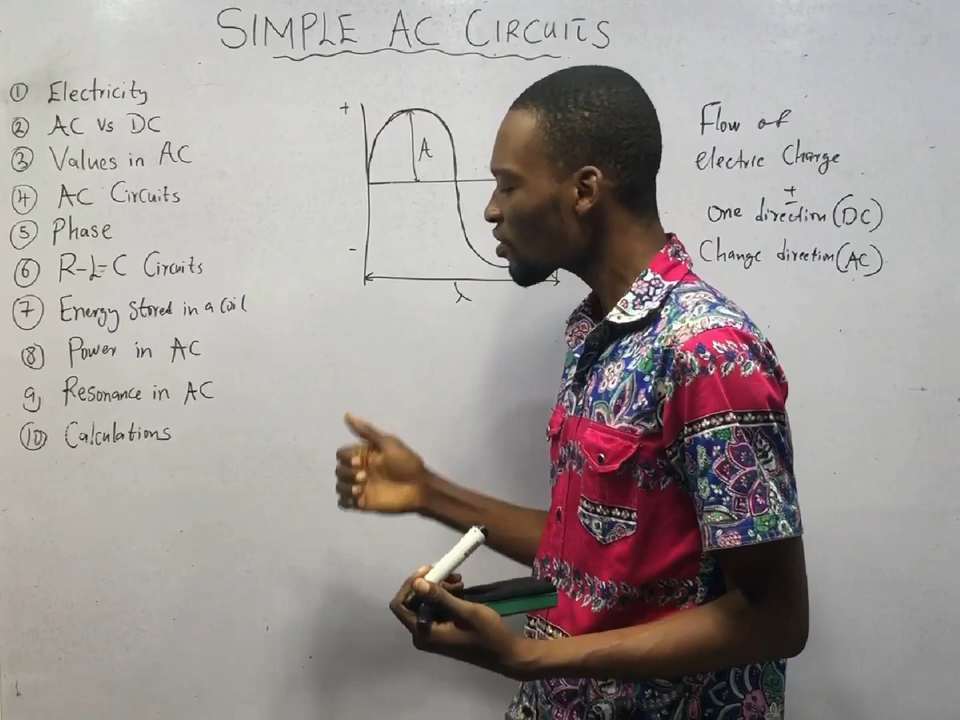 SIMPLE AC CIRCUITS
① Electricity
② AC Vs DC
③ Values in AC
④ AC Circuits
⑤ Phase
⑥ R-L-C Circuits
⑦ Energy Stored in a Coil
⑧ Power in AC
9, Resonance in AC
⑩ Calculations
+
A
-
λ
Flow of
electric Charge
+
-
One direction (DC)
Change direction (AC)